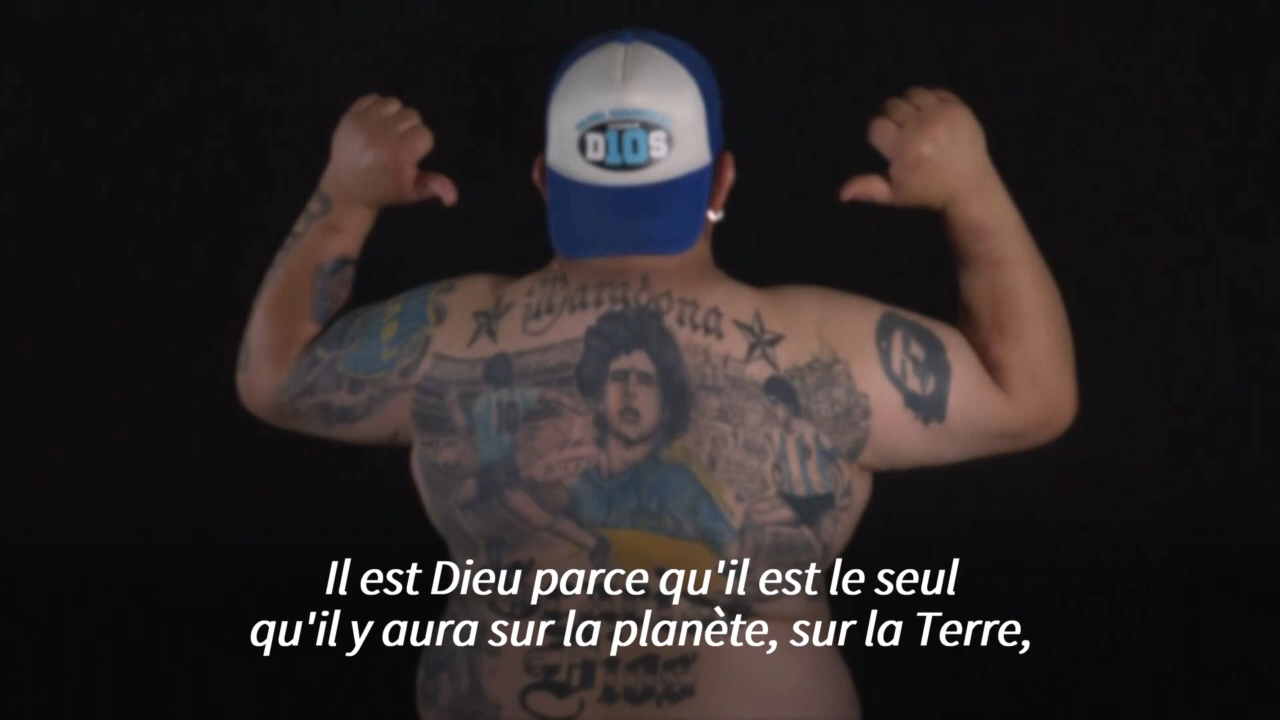 D10S
Maradona
Il est Dieu parce qu'il est le seul
qu'il y aura sur la planète, sur la Terre,
Dios